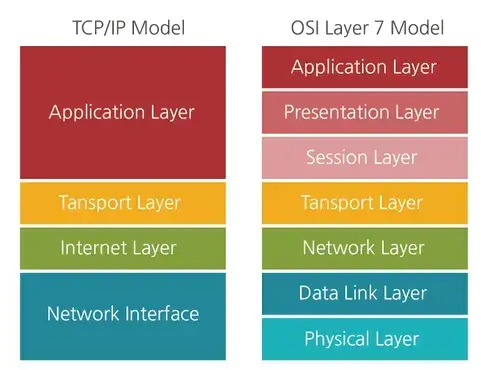 TCP/IP Model
Application Layer
Tansport Layer
Internet Layer
Network Interface
OSI Layer 7 Model
Application Layer
Presentation Layer
Session Layer
Tansport Layer
Network Layer
Data Link Layer
Physical Layer